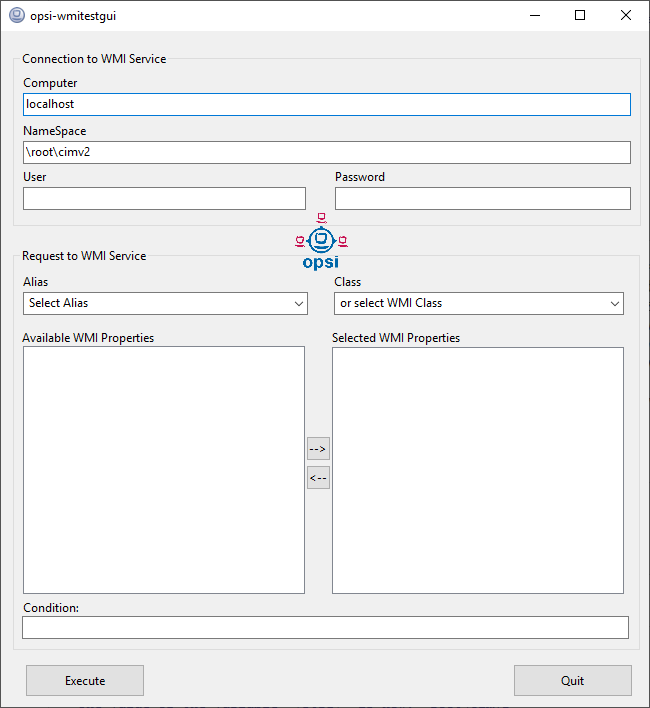 opsi-wmitestgui
Connection to WMI Service
Computer
localhost
NameSpace
\root\cimv2
User Password
opsi
Request to WMI Service
Alias Class
Select Alias or select WMI Class
Available WMI Properties Selected WMI Properties
-->
<--
Condition:
Execute Quit